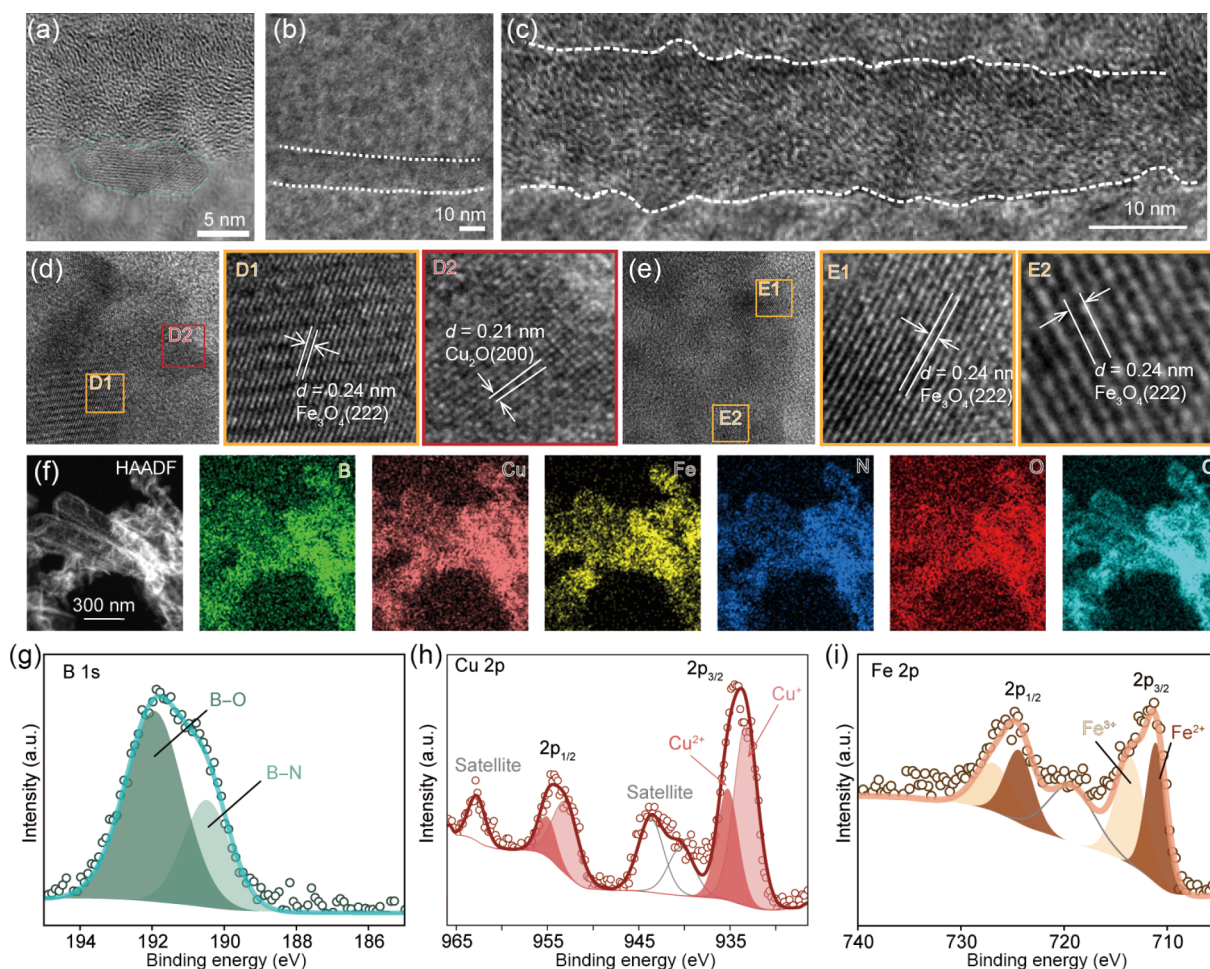 (a)
5 nm
(b)
10 nm
(c)
10 nm
(d)
D1
D2
D1
d = 0.24 nm
Fe₃O₄(222)
D2
d = 0.21 nm
Cu₂O(200)
(e)
E1
E2
E1
d = 0.24 nm
Fe₃O₄(222)
E2
d = 0.24 nm
Fe₃O₄(222)
(f)
HAADF
300 nm
B
Cu
Fe
N
O
(g)
B 1s
B–O
B–N
Intensity (a.u.)
194 192 190 188 186
Binding energy (eV)
(h)
Cu 2p
2p₃/₂
Cu⁺
Cu²⁺
2p₁/₂
Satellite
Satellite
Intensity (a.u.)
965 955 945 935
Binding energy (eV)
(i)
Fe 2p
2p₁/₂
2p₃/₂
Fe³⁺
Fe²⁺
Intensity (a.u.)
740 730 720 710
Binding energy (eV)